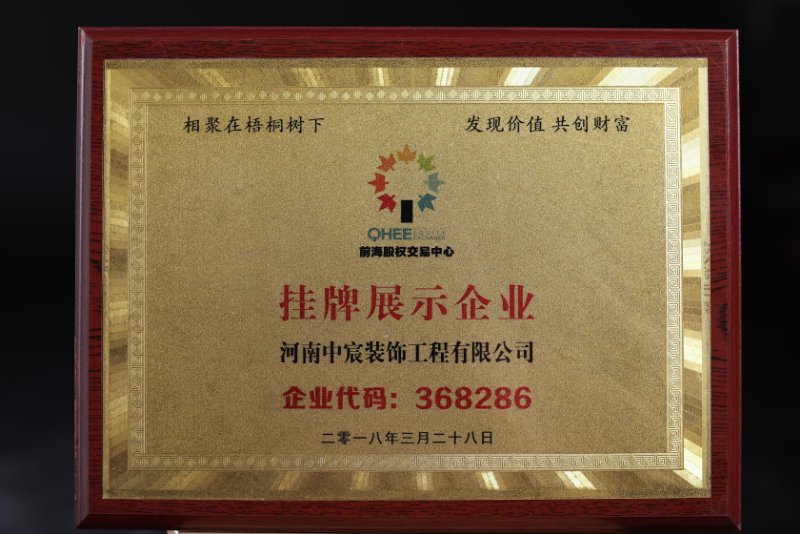 相聚在梧桐树下
发现价值 共创财富
QHEE
前海股权交易中心
挂牌展示企业
河南中宸装饰工程有限公司
企业代码：368286
二零一八年三月二十八日